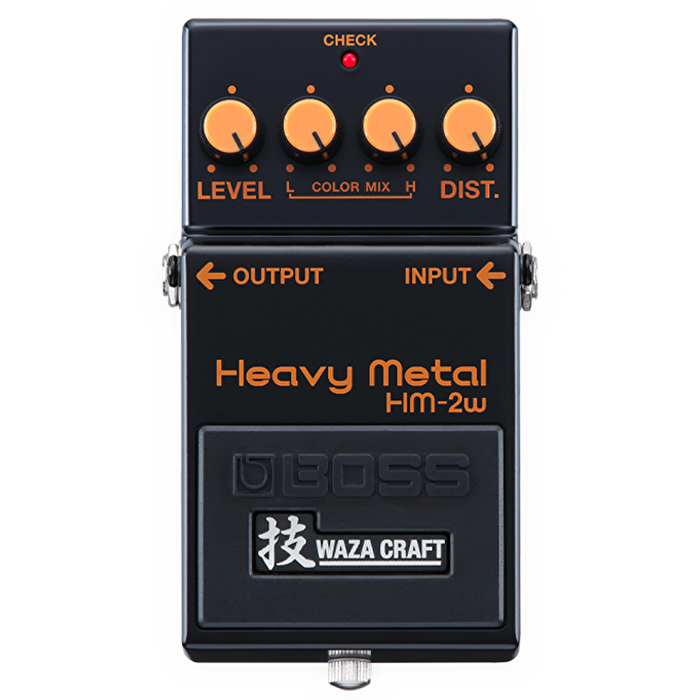 CHECK
LEVEL L COLOR MIX H DIST.
OUTPUT INPUT
Heavy Metal
HM-2w
BOSS
技 WAZA CRAFT